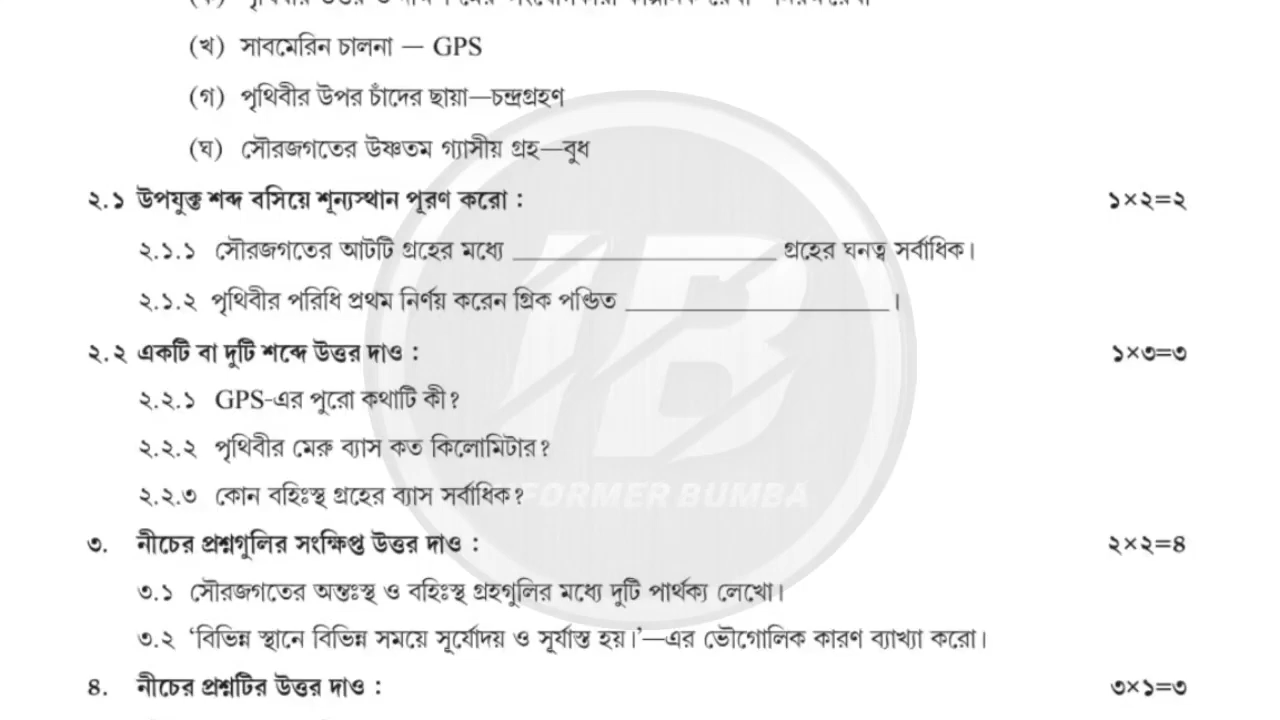 (খ) সাবমেরিন চালনা — GPS
(গ) পৃথিবীর উপর চাঁদের ছায়া—চন্দ্রগ্রহণ
(ঘ) সৌরজগতের উষ্ণতম গ্যাসীয় গ্রহ—বুধ
২.১ উপযুক্ত শব্দ বসিয়ে শূন্যস্থান পূরণ করো : ১×২=২
২.১.১ সৌরজগতের আটটি গ্রহের মধ্যে ____________ গ্রহের ঘনত্ব সর্বাধিক।
২.১.২ পৃথিবীর পরিধি প্রথম নির্ণয় করেন গ্রিক পণ্ডিত ____________।
২.২ একটি বা দুটি শব্দে উত্তর দাও : ১×৩=৩
২.২.১ GPS-এর পুরো কথাটি কী?
২.২.২ পৃথিবীর মেরু ব্যাস কত কিলোমিটার?
২.২.৩ কোন বহিঃস্থ গ্রহের ব্যাস সর্বাধিক?
FORMER BUMBA
৩. নীচের প্রশ্নগুলির সংক্ষিপ্ত উত্তর দাও : ২×২=৪
৩.১ সৌরজগতের অন্তঃস্থ ও বহিঃস্থ গ্রহগুলির মধ্যে দুটি পার্থক্য লেখো।
৩.২ ‘বিভিন্ন স্থানে বিভিন্ন সময়ে সূর্যোদয় ও সূর্যাস্ত হয়।’—এর ভৌগোলিক কারণ ব্যাখ্যা করো।
৪. নীচের প্রশ্নটির উত্তর দাও : ৩×১=৩